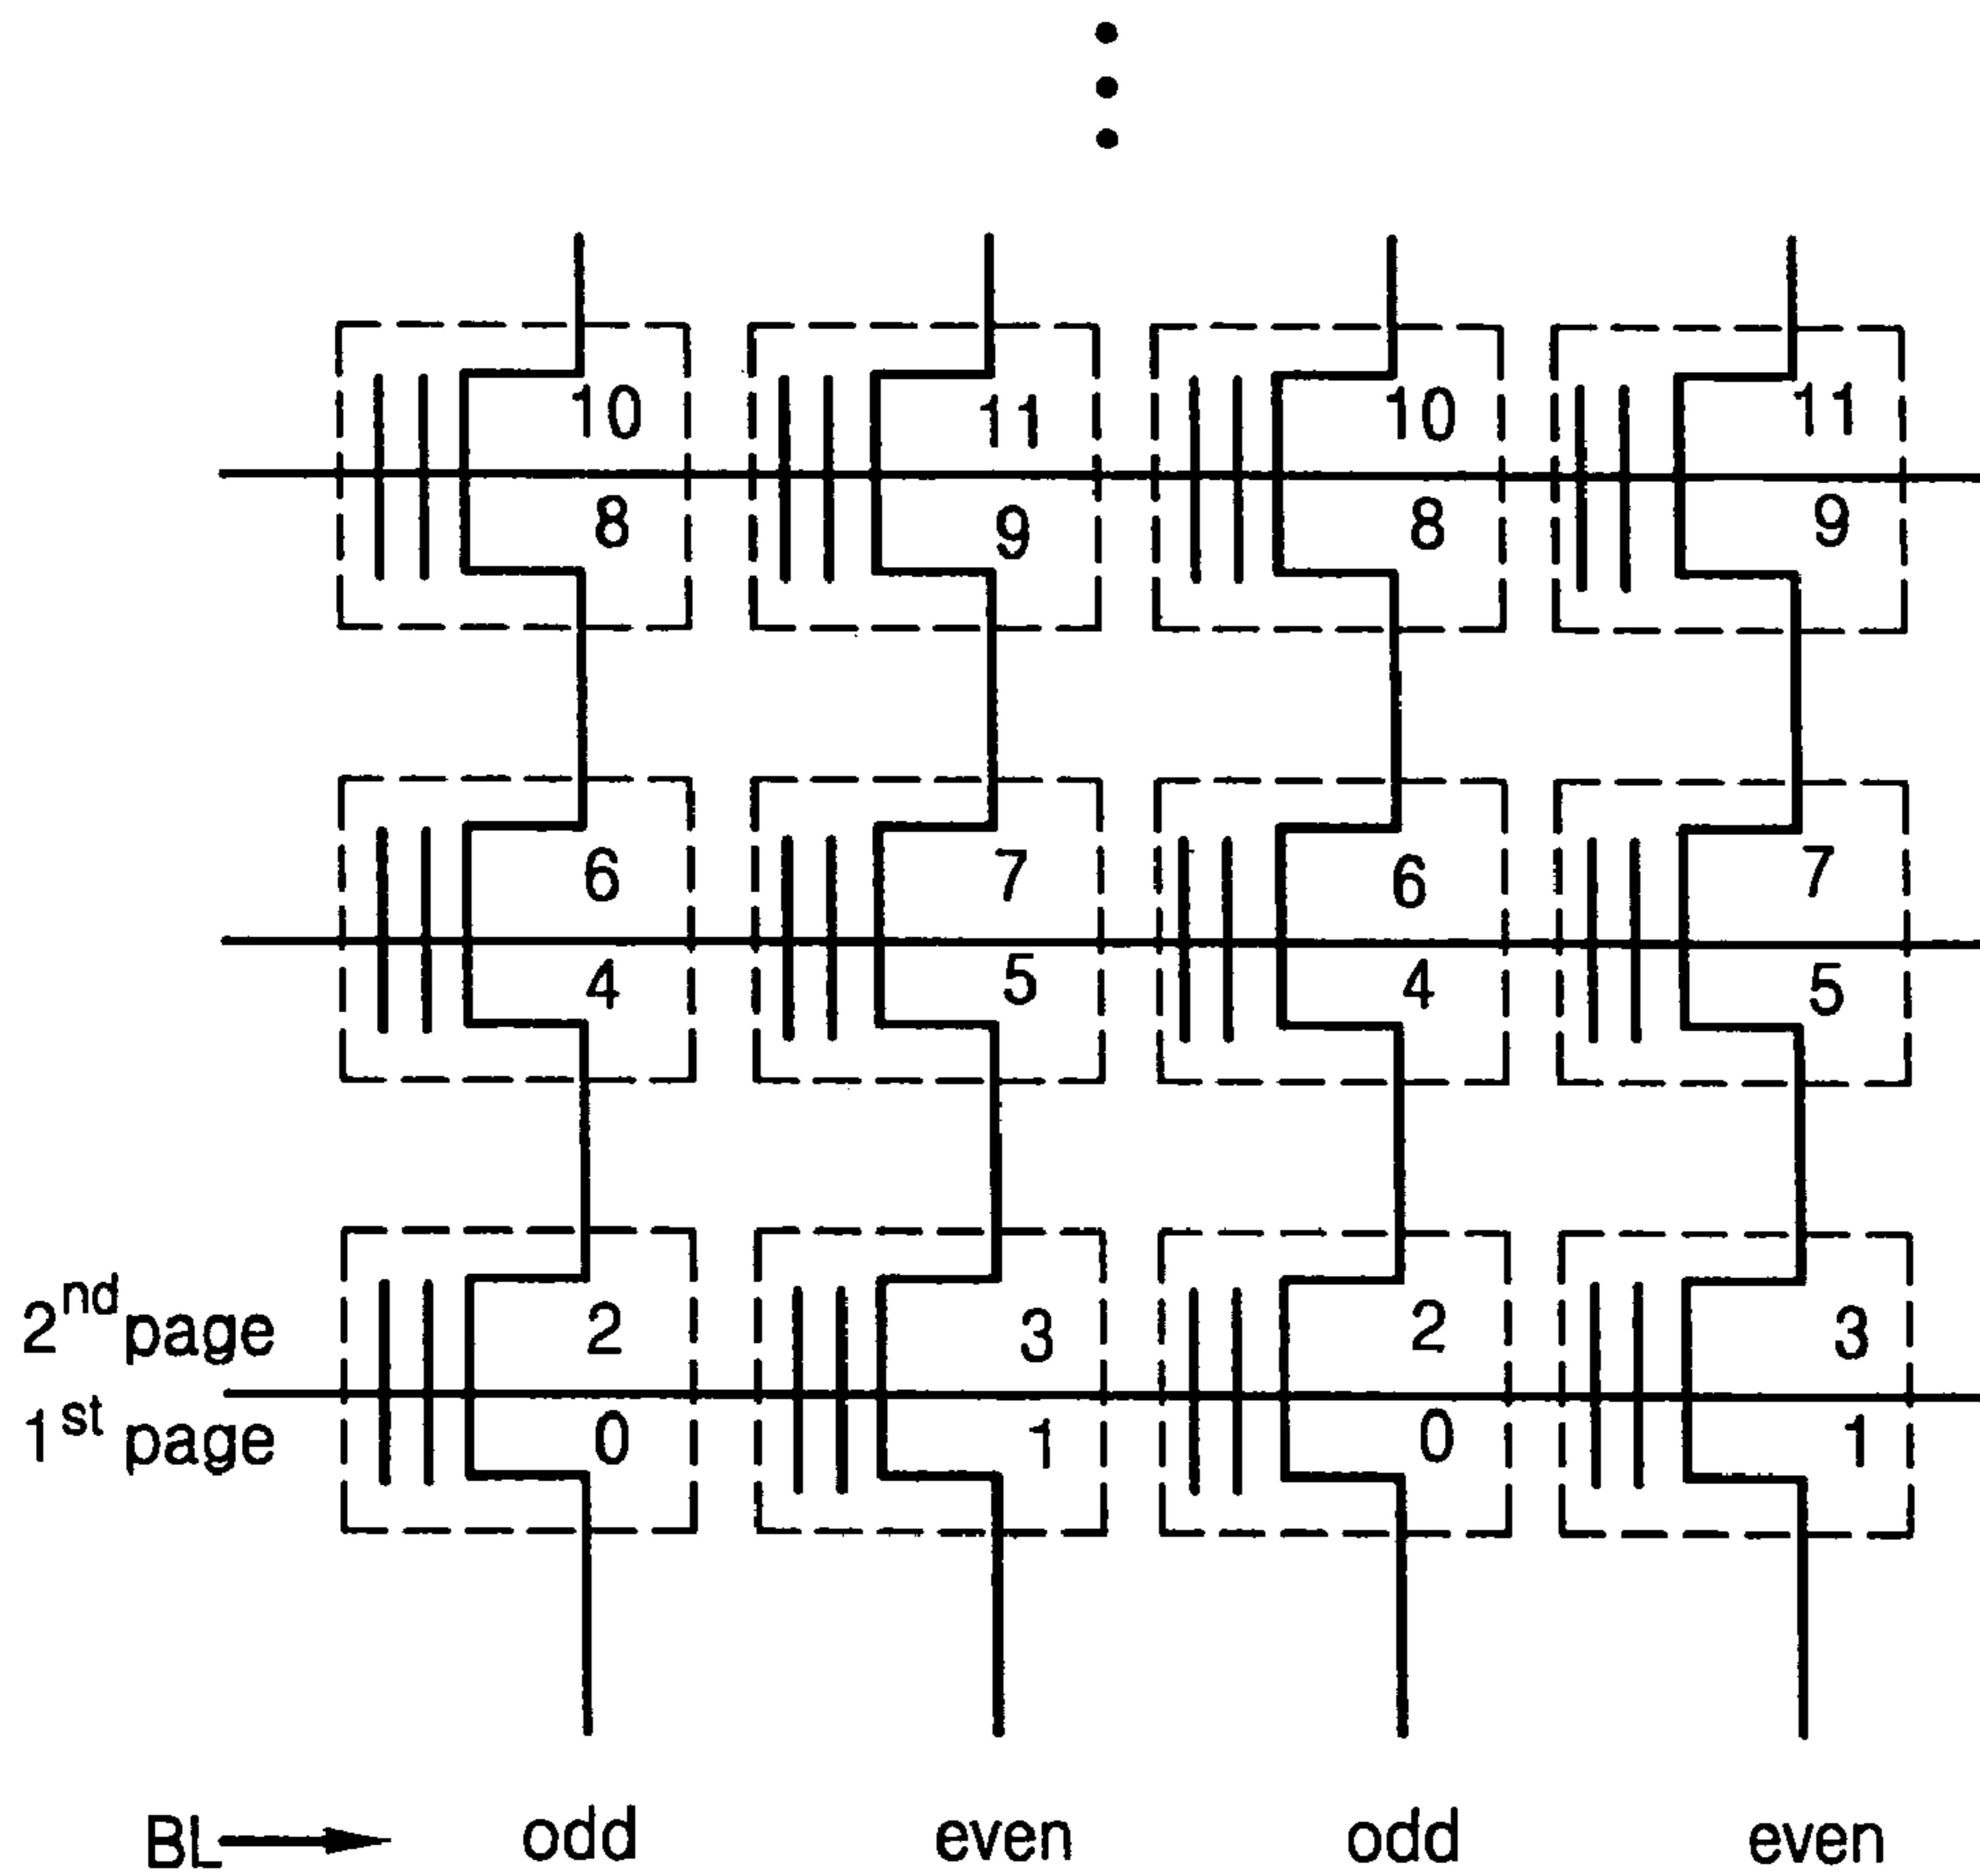 10 11 10 11
8 9 8 9
6 7 6 7
4 5 4 5
2nd page 2 3 2 3
1st page 0 1 0 1
BL odd even odd even